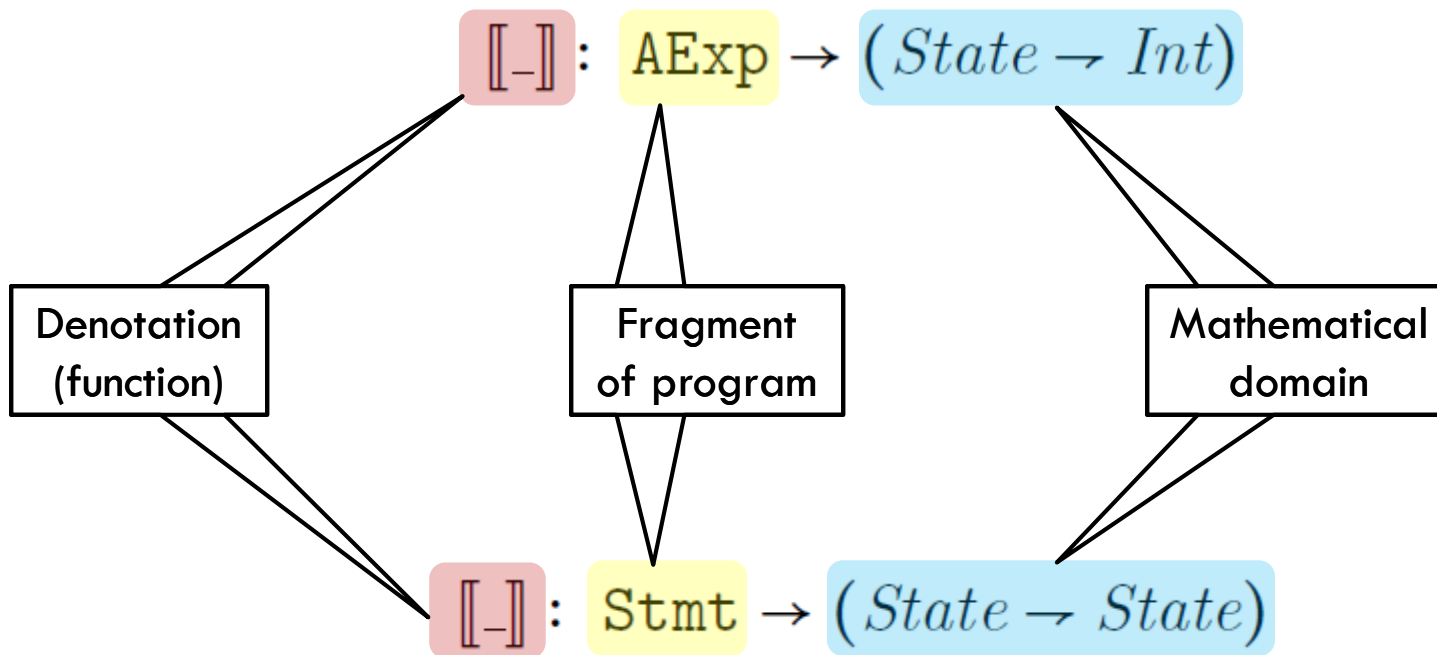 ⟦_⟧ : AExp → (State ⇀ Int)
Denotation
(function)
Fragment
of program
Mathematical
domain
⟦_⟧ : Stmt → (State ⇀ State)